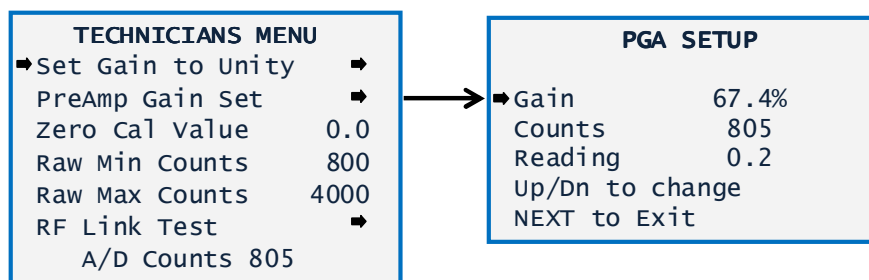 TECHNICIANS MENU
Set Gain to Unity
PreAmp Gain Set
Zero Cal Value 0.0
Raw Min Counts 800
Raw Max Counts 4000
RF Link Test
A/D Counts 805
PGA SETUP
Gain 67.4%
Counts 805
Reading 0.2
Up/Dn to change
NEXT to Exit